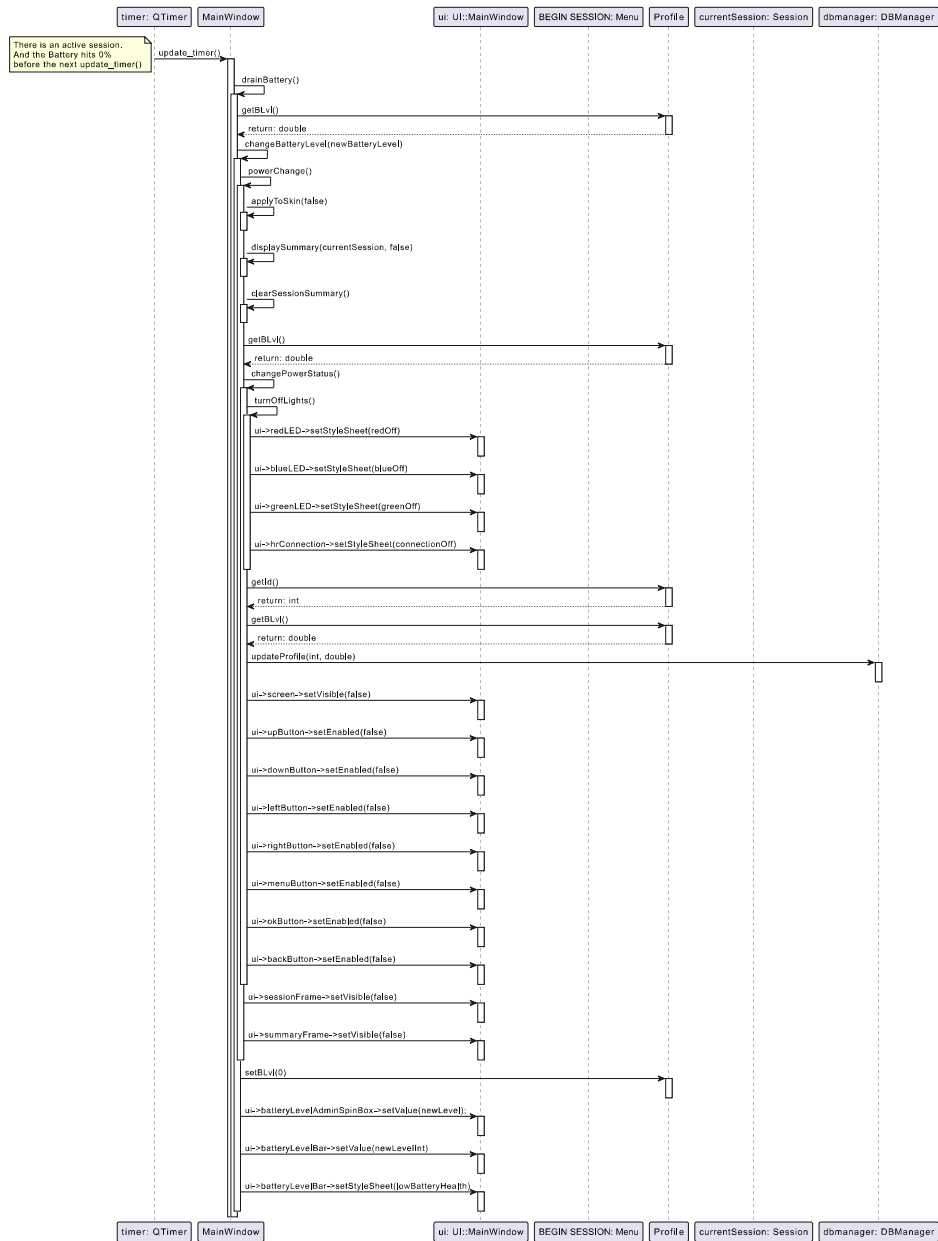 timer: QTimer
MainWindow
ui: UI::MainWindow
BEGIN SESSION: Menu
Profile
currentSession: Session
dbmanager: DBManager
There is an active session.
And the Battery hits 0%
before the next update_timer()
update_timer()
drainBattery()
getBLvl()
return: double
changeBatteryLevel(newBatteryLevel)
powerChange()
applyToSkin(false)
displaySummary(currentSession, false)
clearSessionSummary()
getBLvl()
return: double
changePowerStatus()
turnOffLights()
ui->redLED->setStyleSheet(redOff)
ui->blueLED->setStyleSheet(blueOff)
ui->greenLED->setStyleSheet(greenOff)
ui->hrConnection->setStyleSheet(connectionOff)
getId()
return: int
getBLvl()
return: double
updateProfile(int, double)
ui->screen->setVisible(false)
ui->upButton->setEnabled(false)
ui->downButton->setEnabled(false)
ui->leftButton->setEnabled(false)
ui->rightButton->setEnabled(false)
ui->menuButton->setEnabled(false)
ui->okButton->setEnabled(false)
ui->backButton->setEnabled(false)
ui->sessionFrame->setVisible(false)
ui->summaryFrame->setVisible(false)
setBLvl(0)
ui->batteryLevelAdminSpinBox->setValue(newLevel);
ui->batteryLevelBar->setValue(newLevelInt)
ui->batteryLevelBar->setStyleSheet(lowBatteryHealth)
timer: QTimer
MainWindow
ui: UI::MainWindow
BEGIN SESSION: Menu
Profile
currentSession: Session
dbmanager: DBManager